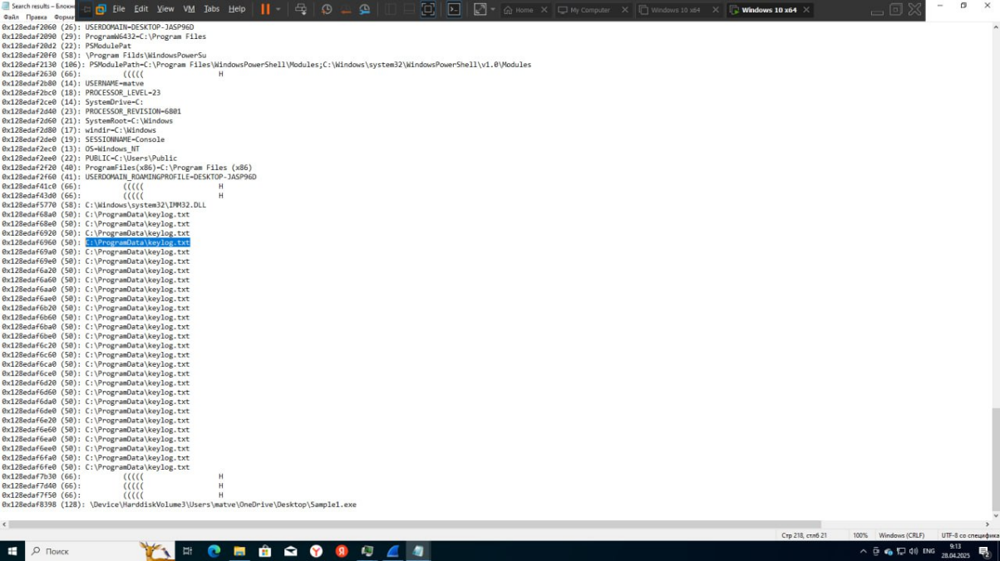 Search results – Блокн
File Edit View VM Tabs Help
Home
My Computer
Windows 10 x64
Windows 10 x64
Файл Правка Формат
0x128edaf2060 (26): USERDOMAIN=DESKTOP-JASP96D
0x128edaf2090 (29): ProgramW6432=C:\Program Files
0x128edaf20d2 (22): PSModulePat
0x128edaf20f0 (58): \Program Filds\WindowsPowerSu
0x128edaf2130 (106): PSModulePath=C:\Program Files\WindowsPowerShell\Modules;C:\Windows\system32\WindowsPowerShell\v1.0\Modules
0x128edaf2630 (66): ((((( H
0x128edaf2b80 (14): USERNAME=matve
0x128edaf2bc0 (18): PROCESSOR_LEVEL=23
0x128edaf2ce0 (14): SystemDrive=C:
0x128edaf2d40 (23): PROCESSOR_REVISION=6801
0x128edaf2d60 (21): SystemRoot=C:\Windows
0x128edaf2d80 (17): windir=C:\Windows
0x128edaf2de0 (19): SESSIONNAME=Console
0x128edaf2ec0 (13): OS=Windows_NT
0x128edaf2ee0 (22): PUBLIC=C:\Users\Public
0x128edaf2f20 (40): ProgramFiles(x86)=C:\Program Files (x86)
0x128edaf2f60 (41): USERDOMAIN_ROAMINGPROFILE=DESKTOP-JASP96D
0x128edaf41c0 (66): ((((( H
0x128edaf43d0 (66): ((((( H
0x128edaf5770 (58): C:\Windows\system32\IMM32.DLL
0x128edaf68a0 (50): C:\ProgramData\keylog.txt
0x128edaf68e0 (50): C:\ProgramData\keylog.txt
0x128edaf6920 (50): C:\ProgramData\keylog.txt
0x128edaf6960 (50): C:\ProgramData\keylog.txt
0x128edaf69a0 (50): C:\ProgramData\keylog.txt
0x128edaf69e0 (50): C:\ProgramData\keylog.txt
0x128edaf6a20 (50): C:\ProgramData\keylog.txt
0x128edaf6a60 (50): C:\ProgramData\keylog.txt
0x128edaf6aa0 (50): C:\ProgramData\keylog.txt
0x128edaf6ae0 (50): C:\ProgramData\keylog.txt
0x128edaf6b20 (50): C:\ProgramData\keylog.txt
0x128edaf6b60 (50): C:\ProgramData\keylog.txt
0x128edaf6ba0 (50): C:\ProgramData\keylog.txt
0x128edaf6be0 (50): C:\ProgramData\keylog.txt
0x128edaf6c20 (50): C:\ProgramData\keylog.txt
0x128edaf6c60 (50): C:\ProgramData\keylog.txt
0x128edaf6ca0 (50): C:\ProgramData\keylog.txt
0x128edaf6ce0 (50): C:\ProgramData\keylog.txt
0x128edaf6d20 (50): C:\ProgramData\keylog.txt
0x128edaf6d60 (50): C:\ProgramData\keylog.txt
0x128edaf6da0 (50): C:\ProgramData\keylog.txt
0x128edaf6de0 (50): C:\ProgramData\keylog.txt
0x128edaf6e20 (50): C:\ProgramData\keylog.txt
0x128edaf6e60 (50): C:\ProgramData\keylog.txt
0x128edaf6ea0 (50): C:\ProgramData\keylog.txt
0x128edaf6ee0 (50): C:\ProgramData\keylog.txt
0x128edaf6fa0 (50): C:\ProgramData\keylog.txt
0x128edaf6fe0 (50): C:\ProgramData\keylog.txt
0x128edaf7b30 (66): ((((( H
0x128edaf7d40 (66): ((((( H
0x128edaf7f50 (66): ((((( H
0x128edaf8398 (128): \Device\HarddiskVolume3\Users\matve\OneDrive\Desktop\Sample1.exe
Стр 218, стлб 21 100% Windows (CRLF) UTF-8 со специфика
Поиск
ENG
9:13
28.04.2025